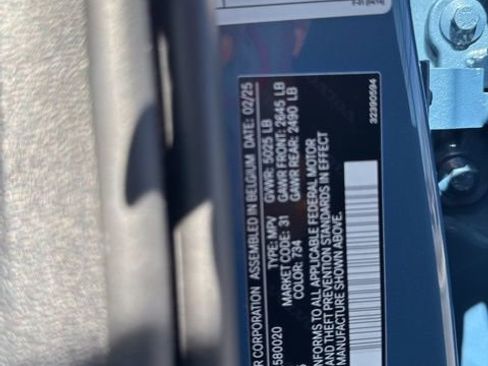 R CORPORATION ASSEMBLED IN BELGIUM DATE: 02/25
580020 TYPE: MPV GVWR: 5025 LB
MARKET CODE: 31 GAWR FRONT: 2645 LB
COLOR: 734 GAWR REAR: 2490 LB
FORMS TO ALL APPLICABLE FEDERAL MOTOR
AND THEFT PREVENTION STANDARDS IN EFFECT
MANUFACTURE SHOWN ABOVE.
32390594